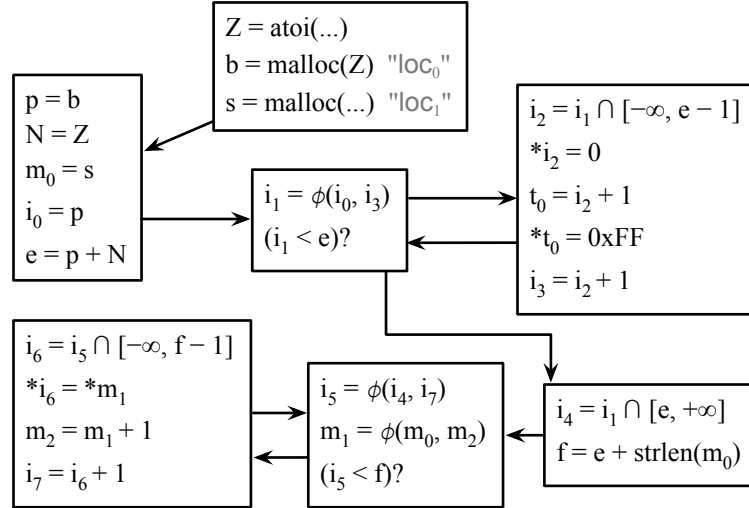 Z = atoi(...)
b = malloc(Z) "loc₀"
s = malloc(...) "loc₁"
p = b
N = Z
m₀ = s
i₀ = p
e = p + N
i₁ = ϕ(i₀, i₃)
(i₁ < e)?
i₂ = i₁ ∩ [−∞, e − 1]
*i₂ = 0
t₀ = i₂ + 1
*t₀ = 0xFF
i₃ = i₂ + 1
i₄ = i₁ ∩ [e, +∞]
f = e + strlen(m₀)
i₅ = ϕ(i₄, i₇)
m₁ = ϕ(m₀, m₂)
(i₅ < f)?
i₆ = i₅ ∩ [−∞, f − 1]
*i₆ = *m₁
m₂ = m₁ + 1
i₇ = i₆ + 1